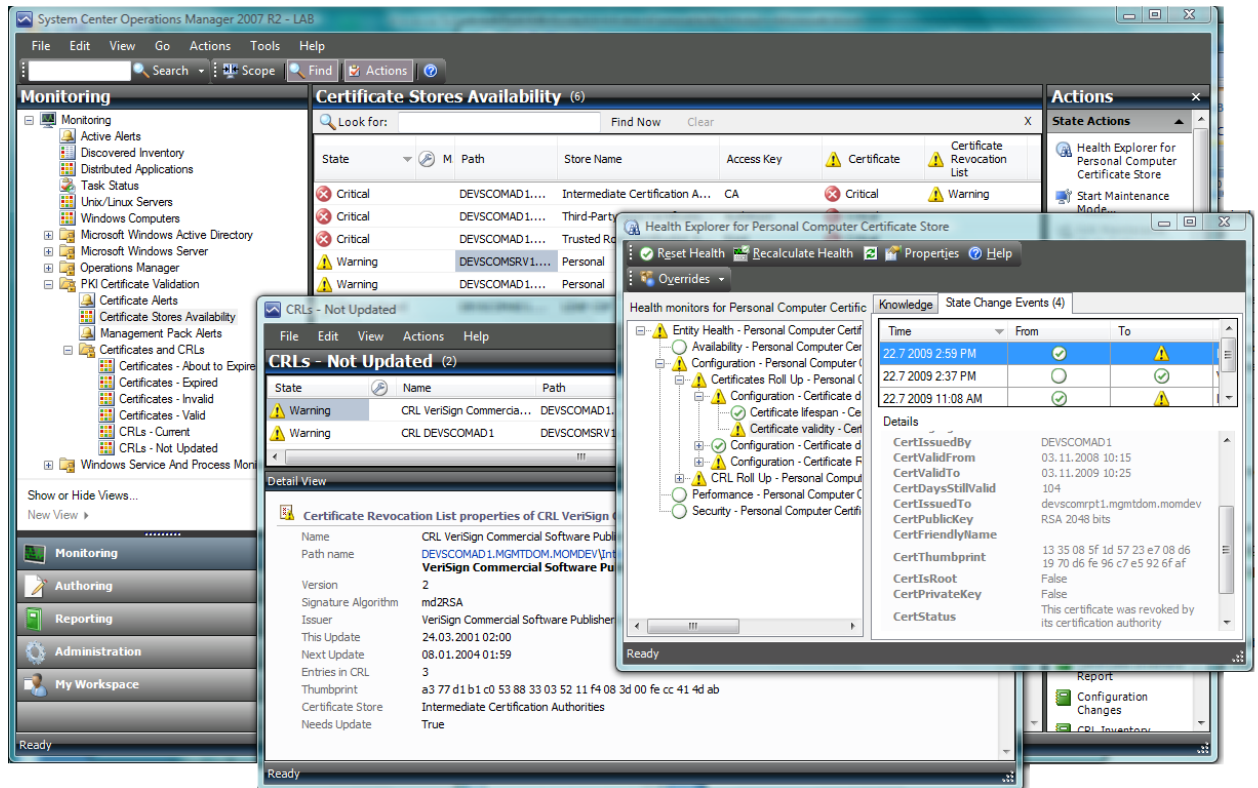 System Center Operations Manager 2007 R2 - LAB
File Edit View Go Actions Tools Help
Search Scope Find Actions
Monitoring
Monitoring
Active Alerts
Discovered Inventory
Distributed Applications
Task Status
Unix/Linux Servers
Windows Computers
Microsoft Windows Active Directory
Microsoft Windows Server
Operations Manager
PKI Certificate Validation
Certificate Alerts
Certificate Stores Availability
Management Pack Alerts
Certificates and CRLs
Certificates - About to Expire
Certificates - Expired
Certificates - Invalid
Certificates - Valid
CRLs - Current
CRLs - Not Updated
Windows Service And Process Moni
Show or Hide Views...
New View
Monitoring
Authoring
Reporting
Administration
My Workspace
Ready
Certificate Stores Availability (6)
Look for: Find Now Clear X
State M Path Store Name Access Key Certificate Certificate Revocation List
Critical DEVSCOMAD1.... Intermediate Certification A... CA Critical Warning
Critical DEVSCOMAD1.... Third-Party
Critical DEVSCOMAD1.... Trusted Ro
Warning DEVSCOMSRV1.... Personal
Warning DEVSCOMAD1.... Personal
Actions x
State Actions
Health Explorer for
Personal Computer
Certificate Store
Start Maintenance
Mode...
Report
Configuration
Changes
CRL Inventory
CRLs - Not Updated
File Edit View Actions Help
CRLs - Not Updated (2)
State Name Path
Warning CRL VeriSign Commercia... DEVSCOMAD1.
Warning CRL DEVSCOMAD1 DEVSCOMSRV1
Detail View
Certificate Revocation List properties of CRL VeriSign
Name CRL VeriSign Commercial Software Publi
Path name DEVSCOMAD1.MGMTDOM.MOMDEV\Int
VeriSign Commercial Software Pu
Version 2
Signature Algorithm md2RSA
Issuer VeriSign Commercial Software Publisher
This Update 24.03.2001 02:00
Next Update 08.01.2004 01:59
Entries in CRL 3
Thumbprint a3 77 d1 b1 c0 53 88 33 03 52 11 f4 08 3d 00 fe cc 41 4d ab
Certificate Store Intermediate Certification Authorities
Needs Update True
Ready
Health Explorer for Personal Computer Certificate Store
Reset Health Recalculate Health Properties Help
Overrides
Health monitors for Personal Computer Certific
Entity Health - Personal Computer Certif
Availability - Personal Computer Cer
Configuration - Personal Computer C
Certificates Roll Up - Personal C
Configuration - Certificate d
Certificate lifespan - Ce
Certificate validity - Cert
Configuration - Certificate d
Configuration - Certificate F
CRL Roll Up - Personal Comput
Performance - Personal Computer C
Security - Personal Computer Certifi
Knowledge State Change Events (4)
Time From To
22.7 2009 2:59 PM
22.7 2009 2:37 PM
22.7 2009 11:08 AM
Details
CertIssuedBy DEVSCOMAD1
CertValidFrom 03.11.2008 10:15
CertValidTo 03.11.2009 10:25
CertDaysStillValid 104
CertIssuedTo devscomrpt1.mgmtdom.momdev
CertPublicKey RSA 2048 bits
CertFriendlyName
CertThumbprint 13 35 08 5f 1d 57 23 e7 08 d6
19 70 d6 fe 96 c7 e5 92 6f af
CertIsRoot False
CertPrivateKey False
CertStatus This certificate was revoked by
its certification authority
Ready